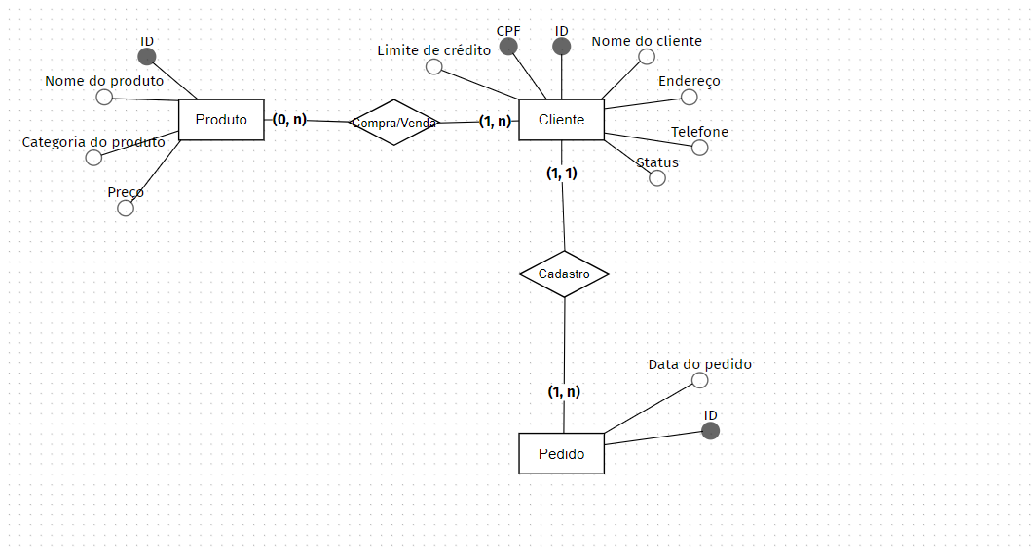 ID
Nome do produto
Categoria do produto
Preço
Produto
(0, n)
Compra/Venda
(1, n)
Limite de crédito
CPF
ID
Nome do cliente
Endereço
Telefone
Status
Cliente
(1, 1)
Cadastro
(1, n)
Data do pedido
ID
Pedido